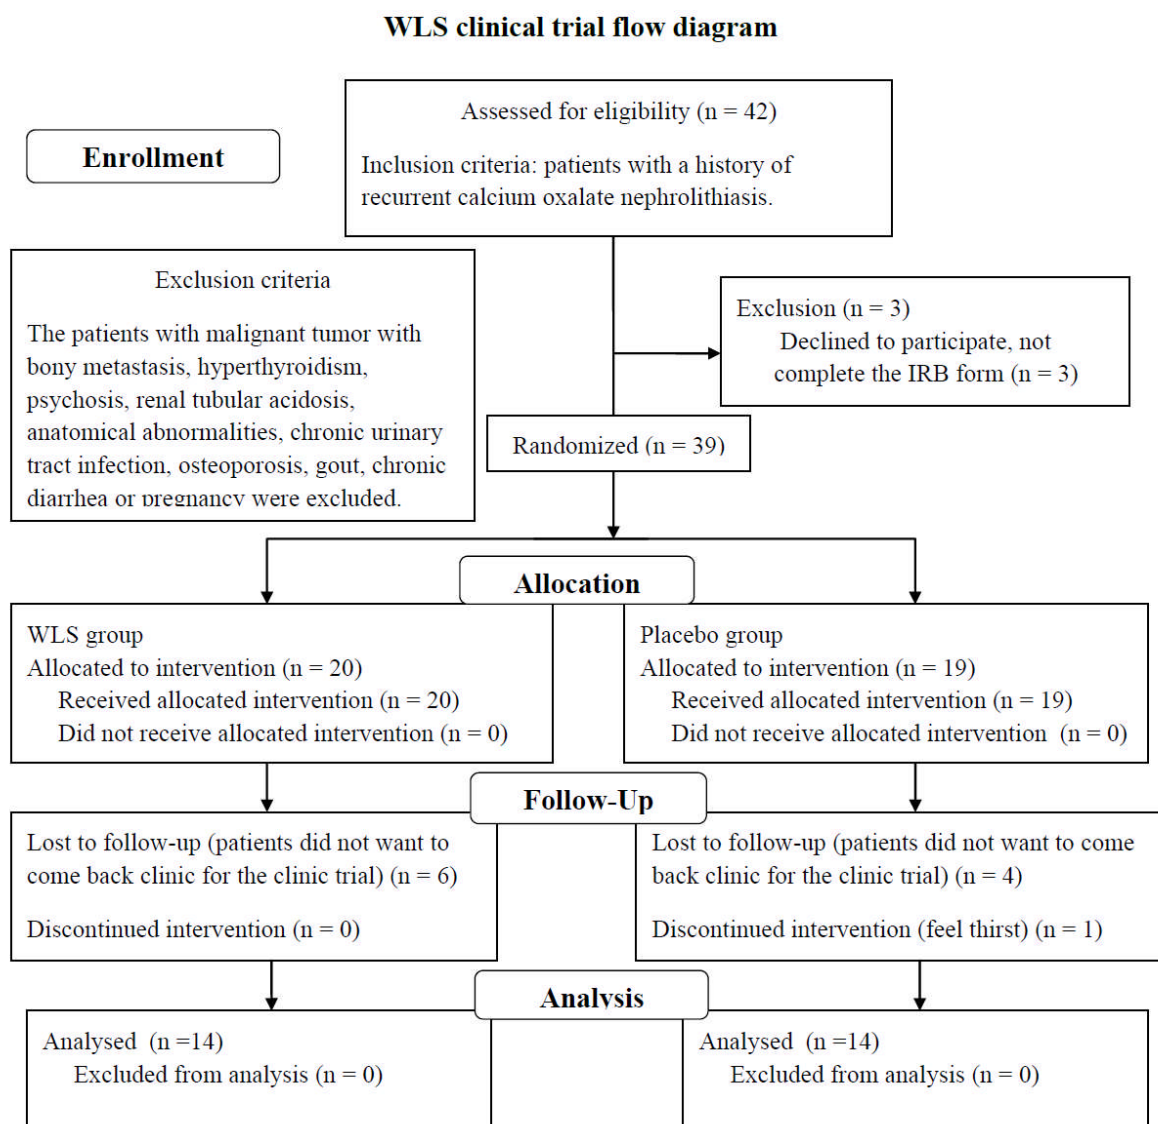 WLS clinical trial flow diagram
Assessed for eligibility (n = 42)
Inclusion criteria: patients with a history of
recurrent calcium oxalate nephrolithiasis.
Enrollment
Exclusion criteria
The patients with malignant tumor with
bony metastasis, hyperthyroidism,
psychosis, renal tubular acidosis,
anatomical abnormalities, chronic urinary
tract infection, osteoporosis, gout, chronic
diarrhea or pregnancy were excluded.
Exclusion (n = 3)
Declined to participate, not
complete the IRB form (n = 3)
Randomized (n = 39)
Allocation
WLS group
Allocated to intervention (n = 20)
Received allocated intervention (n = 20)
Did not receive allocated intervention (n = 0)
Placebo group
Allocated to intervention (n = 19)
Received allocated intervention (n = 19)
Did not receive allocated intervention (n = 0)
Follow-Up
Lost to follow-up (patients did not want to
come back clinic for the clinic trial) (n = 6)
Discontinued intervention (n = 0)
Lost to follow-up (patients did not want to come
back clinic for the clinic trial) (n = 4)
Discontinued intervention (feel thirst) (n = 1)
Analysis
Analysed (n =14)
Excluded from analysis (n = 0)
Analysed (n =14)
Excluded from analysis (n = 0)